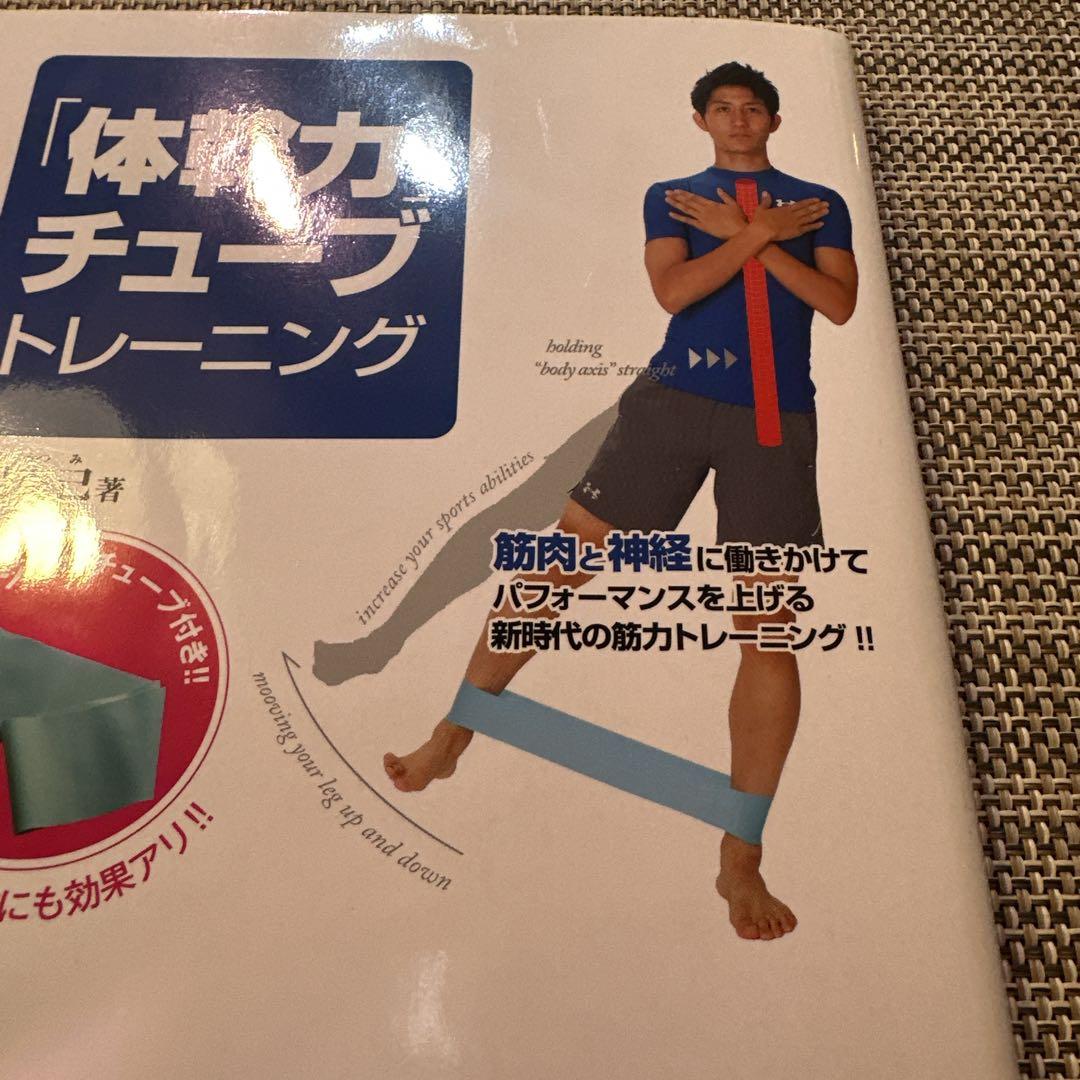 「体幹力」
チューブ
トレーニング
つみ
己著
チューブ付き!!
にも効果アリ!!
holding
"body axis" straight
increase your sports abilities
mooving your leg up and down
筋肉と神経に働きかけて
パフォーマンスを上げる
新時代の筋力トレーニング!!